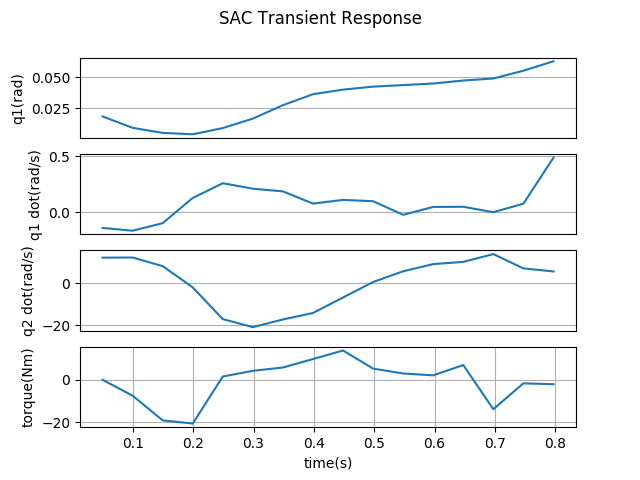 SAC Transient Response
q1(rad)
0.050
0.025
q1 dot(rad/s)
0.5
0.0
q2 dot(rad/s)
0
−20
torque(Nm)
0
−20
0.1 0.2 0.3 0.4 0.5 0.6 0.7 0.8
time(s)